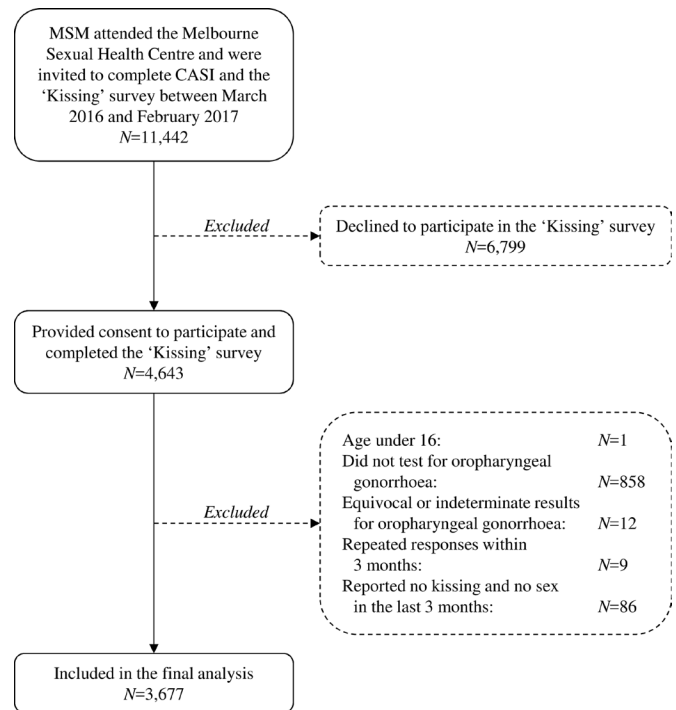 MSM attended the Melbourne
Sexual Health Centre and were
invited to complete CASI and the
‘Kissing’ survey between March
2016 and February 2017
N=11,442
Excluded
Declined to participate in the ‘Kissing’ survey
N=6,799
Provided consent to participate and
completed the ‘Kissing’ survey
N=4,643
Excluded
Age under 16: N=1
Did not test for oropharyngeal
gonorrhoea: N=858
Equivocal or indeterminate results
for oropharyngeal gonorrhoea: N=12
Repeated responses within
3 months: N=9
Reported no kissing and no sex
in the last 3 months: N=86
Included in the final analysis
N=3,677